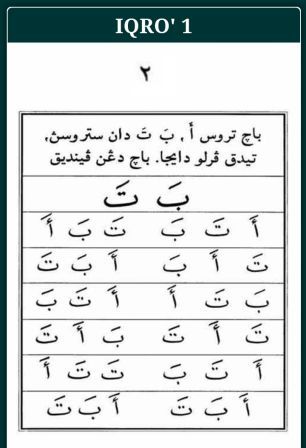 IQRO' 1
٢
باچ تروس أ , بَ تَ دان ستروسڽ,
تيدق ڤرلو دايجا. باچ دڠن ڤينديق
بَ تَ
أَ تَ بَ تَ بَ أَ
تَ أَ بَ أَ بَ تَ
بَ تَ أَ أَ تَ بَ
تَ أَ تَ بَ أَ تَ
أَ تَ بَ تَ تَ أَ
أَ بَ تَ أَ بَ تَ